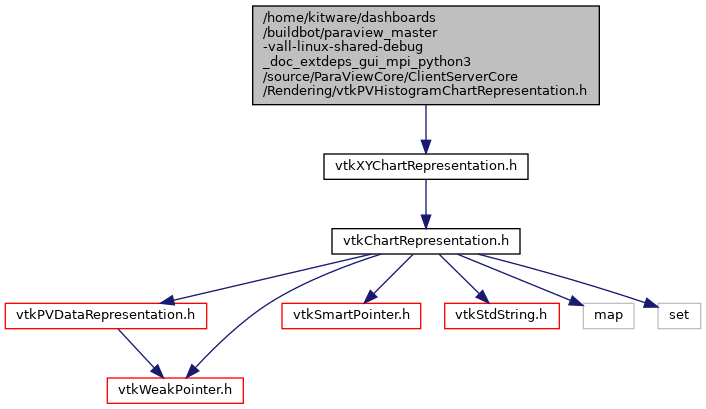 /home/kitware/dashboards
/buildbot/paraview_master
-vall-linux-shared-debug
_doc_extdeps_gui_mpi_python3
/source/ParaViewCore/ClientServerCore
/Rendering/vtkPVHistogramChartRepresentation.h
vtkXYChartRepresentation.h
vtkChartRepresentation.h
vtkPVDataRepresentation.h
vtkSmartPointer.h
vtkStdString.h
map
set
vtkWeakPointer.h